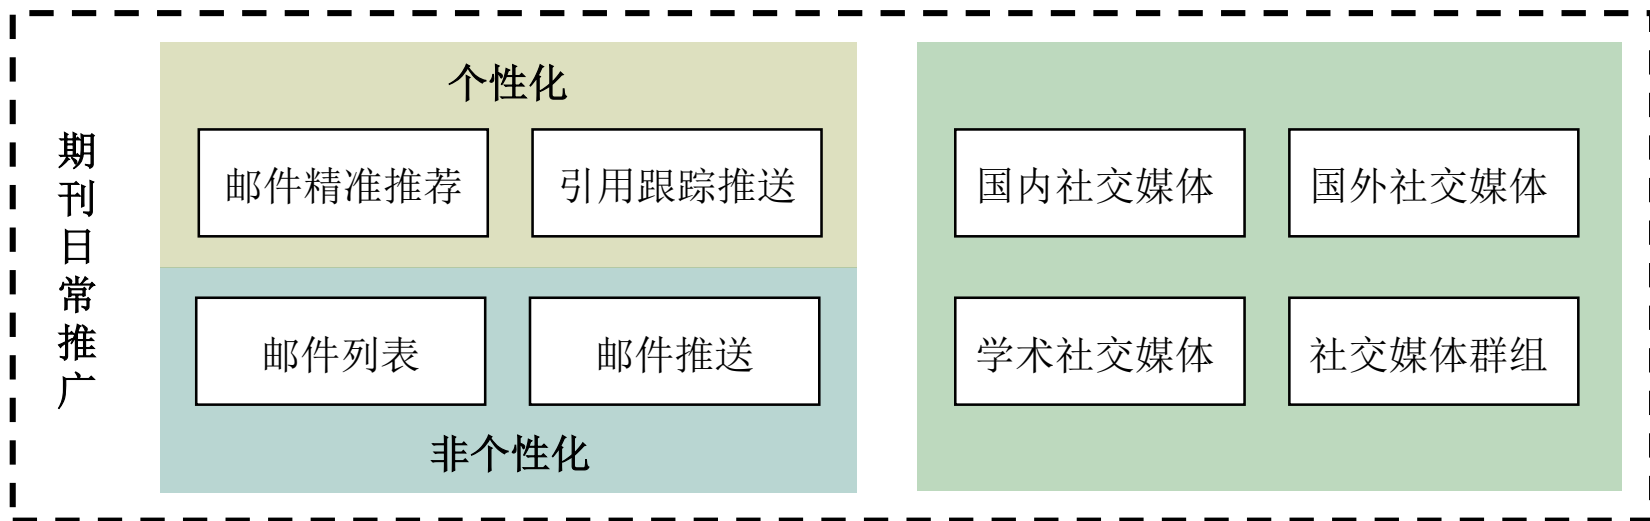 期刊日常推广
个性化
邮件精准推荐
引用跟踪推送
邮件列表
邮件推送
非个性化
国内社交媒体
国外社交媒体
学术社交媒体
社交媒体群组